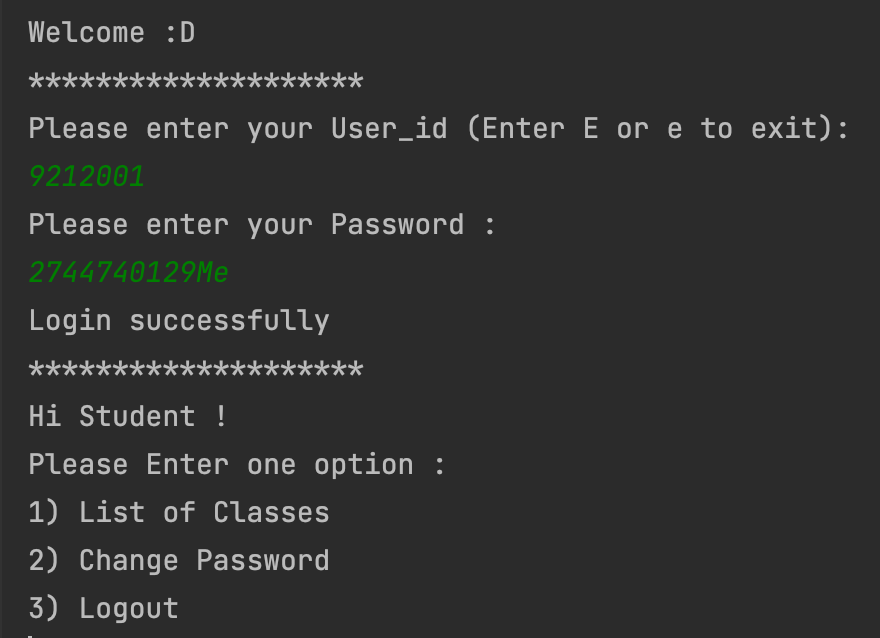 Welcome :D
********************
Please enter your User_id (Enter E or e to exit):
9212001
Please enter your Password :
2744740129Me
Login successfully
********************
Hi Student !
Please Enter one option :
1) List of Classes
2) Change Password
3) Logout